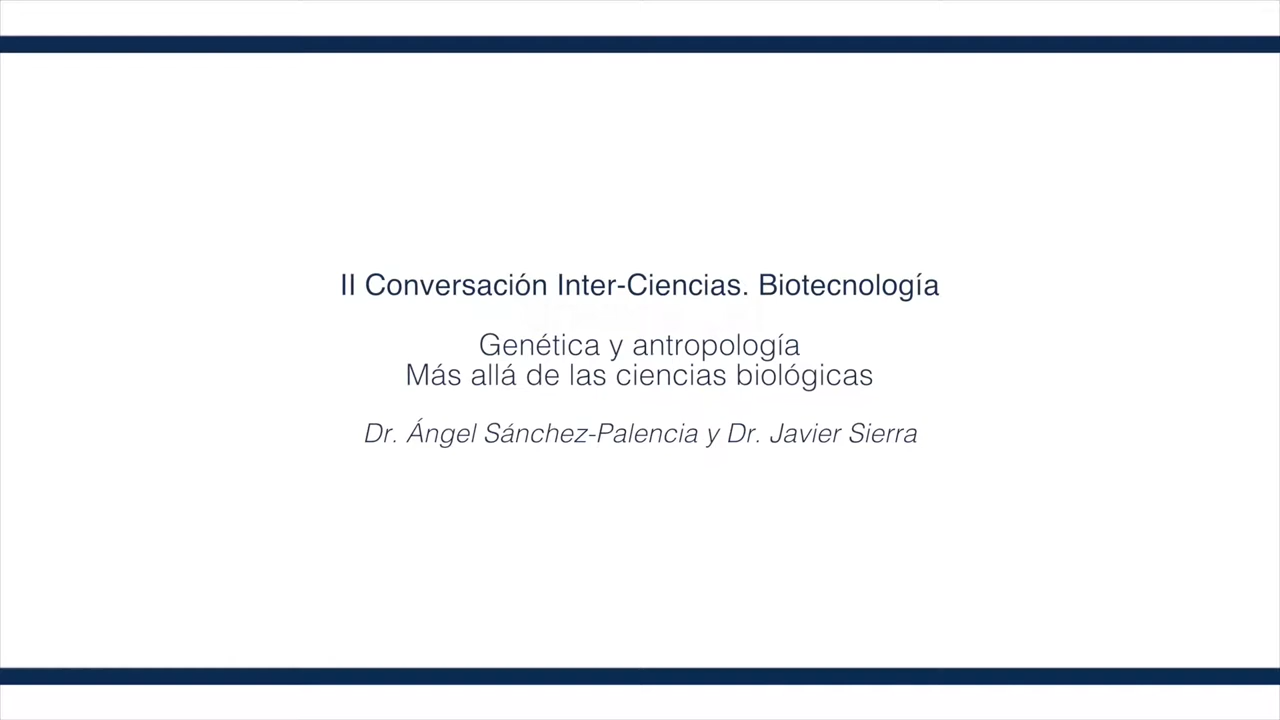 II Conversación Inter-Ciencias. Biotecnología
Genética y antropología
Más allá de las ciencias biológicas
Dr. Ángel Sánchez-Palencia y Dr. Javier Sierra